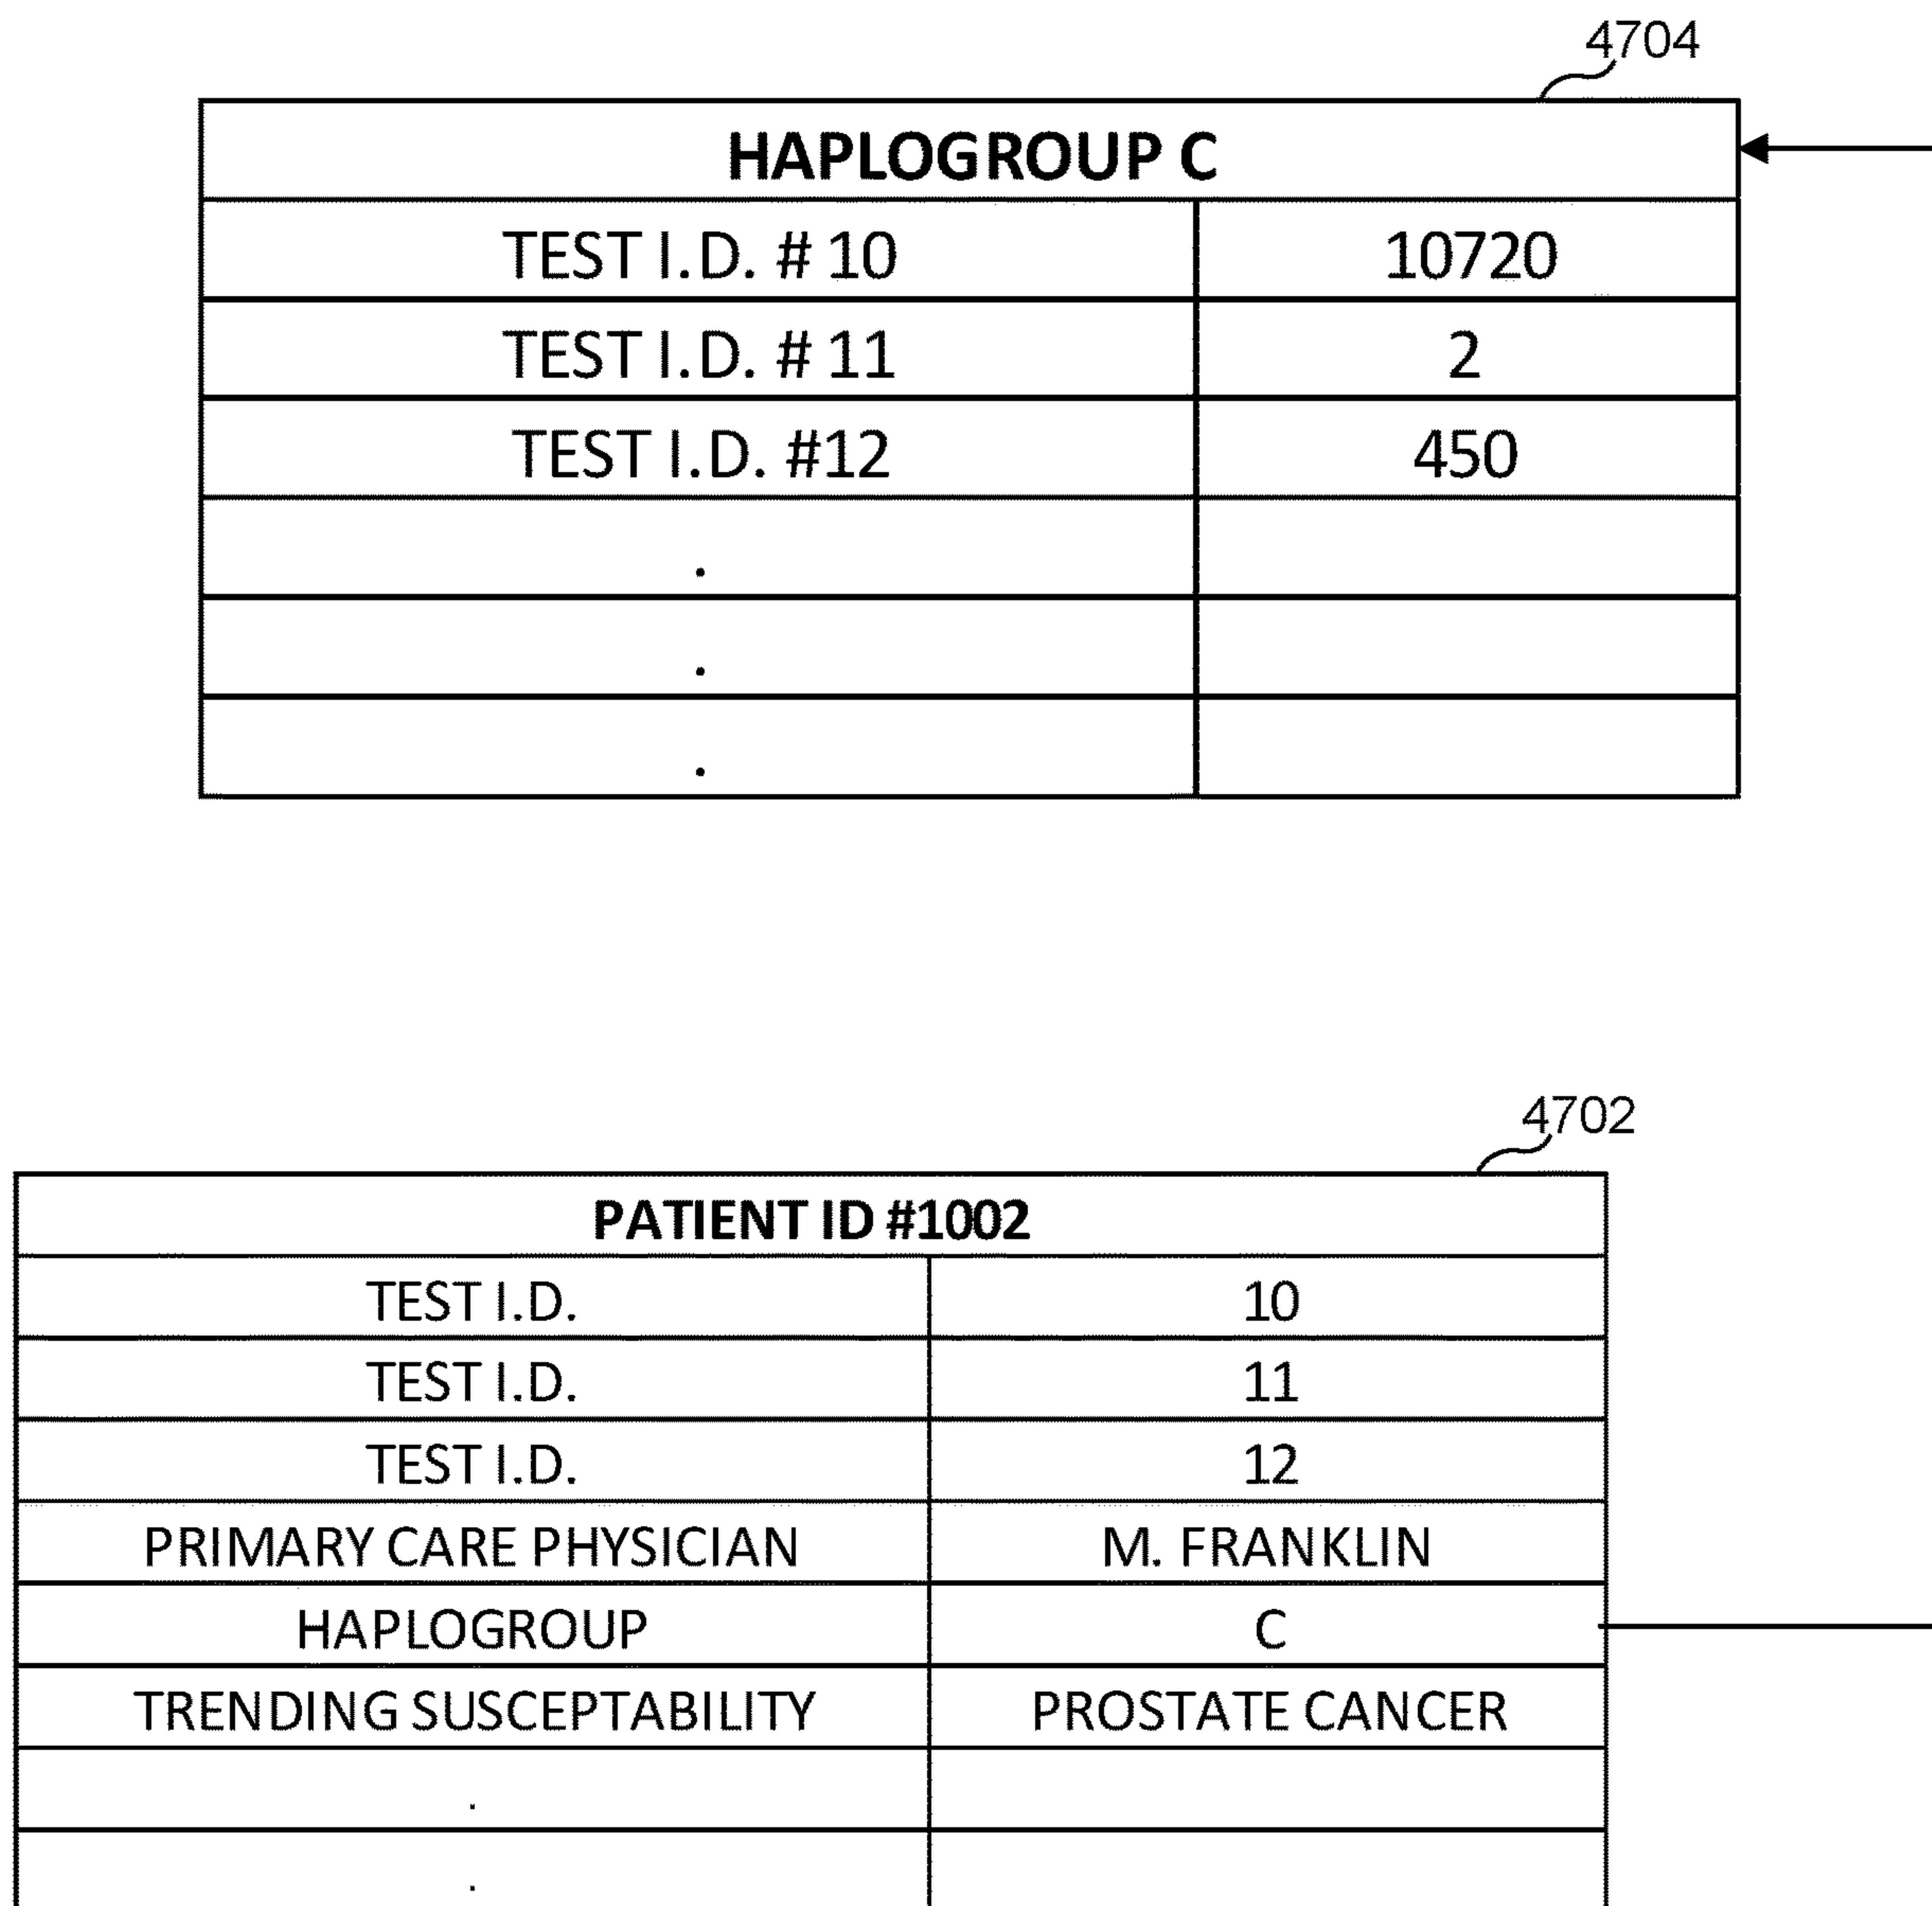 4704
HAPLOGROUP C
TEST I.D. # 10 10720
TEST I.D. # 11 2
TEST I.D. #12 450
.
.
.
4702
PATIENT ID #1002
TEST I.D. 10
TEST I.D. 11
TEST I.D. 12
PRIMARY CARE PHYSICIAN M. FRANKLIN
HAPLOGROUP C
TRENDING SUSCEPTABILITY PROSTATE CANCER
.
.